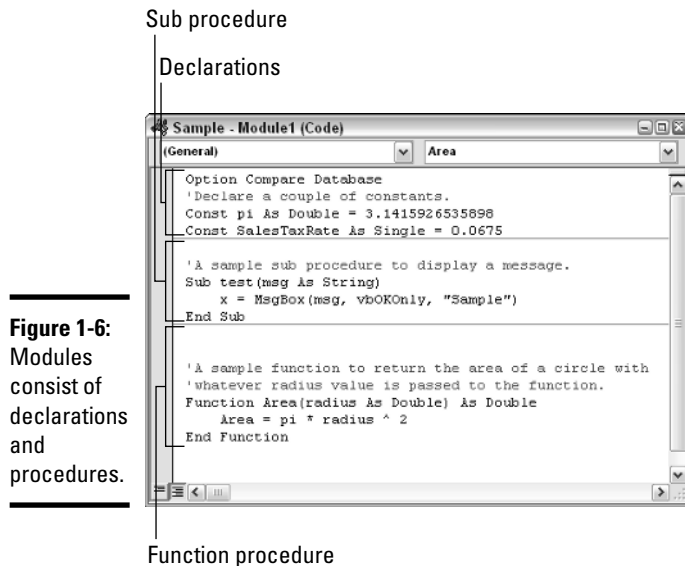 Sub procedure
Declarations
Sample - Module1 (Code)
(General)
Area
Option Compare Database
'Declare a couple of constants.
Const pi As Double = 3.1415926535898
Const SalesTaxRate As Single = 0.0675
'A sample sub procedure to display a message.
Sub test(msg As String)
x = MsgBox(msg, vbOKOnly, "Sample")
End Sub
'A sample function to return the area of a circle with
'whatever radius value is passed to the function.
Function Area(radius As Double) As Double
Area = pi * radius ^ 2
End Function
Figure 1-6:
Modules
consist of
declarations
and
procedures.
Function procedure